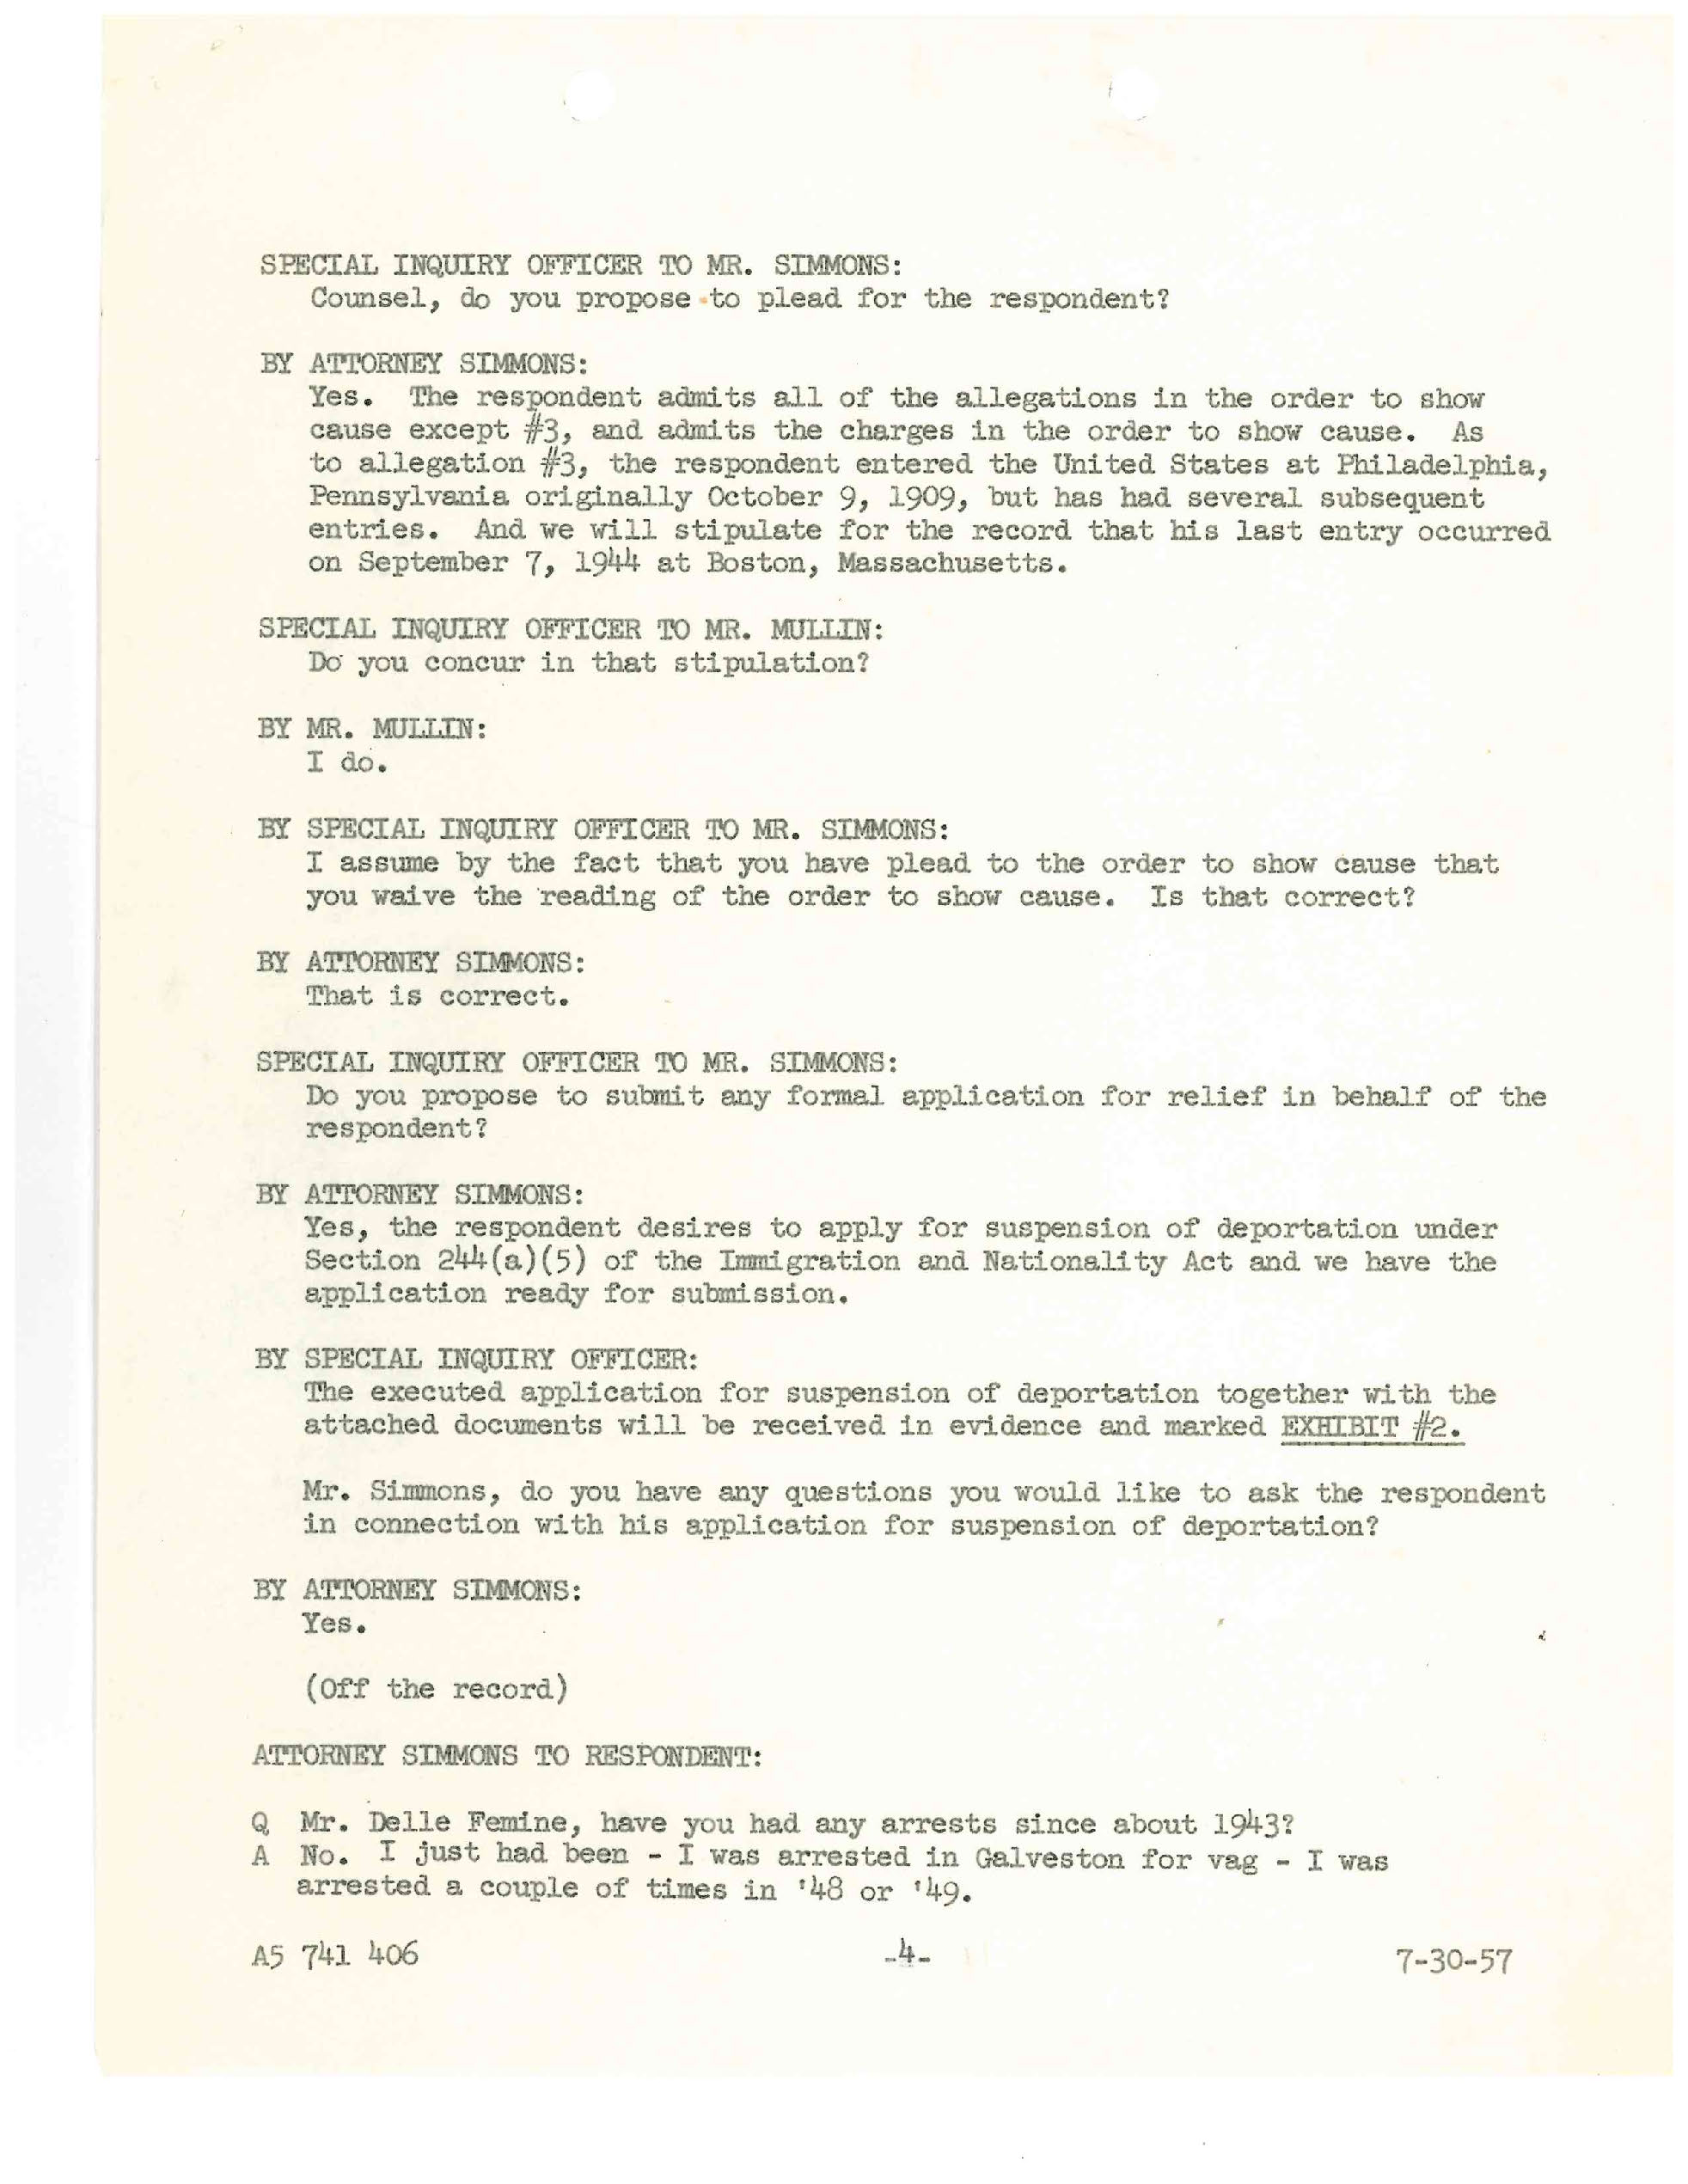 SPECIAL INQUIRY OFFICER TO MR. SIMMONS:
Counsel, do you propose to plead for the respondent?
BY ATTORNEY SIMMONS:
Yes. The respondent admits all of the allegations in the order to show
cause except #3, and admits the charges in the order to show cause. As
to allegation #3, the respondent entered the United States at Philadelphia,
Pennsylvania originally October 9, 1909, but has had several subsequent
entries. And we will stipulate for the record that his last entry occurred
on September 7, 1944 at Boston, Massachusetts.
SPECIAL INQUIRY OFFICER TO MR. MULLIN:
Do you concur in that stipulation?
BY MR. MULLIN:
I do.
BY SPECIAL INQUIRY OFFICER TO MR. SIMMONS:
I assume by the fact that you have plead to the order to show cause that
you waive the reading of the order to show cause. Is that correct?
BY ATTORNEY SIMMONS:
That is correct.
SPECIAL INQUIRY OFFICER TO MR. SIMMONS:
Do you propose to submit any formal application for relief in behalf of the
respondent?
BY ATTORNEY SIMMONS:
Yes, the respondent desires to apply for suspension of deportation under
Section 244(a)(5) of the Immigration and Nationality Act and we have the
application ready for submission.
BY SPECIAL INQUIRY OFFICER:
The executed application for suspension of deportation together with the
attached documents will be received in evidence and marked EXHIBIT #2.
Mr. Simmons, do you have any questions you would like to ask the respondent
in connection with his application for suspension of deportation?
BY ATTORNEY SIMMONS:
Yes.
(Off the record)
ATTORNEY SIMMONS TO RESPONDENT:
Q Mr. Delle Femine, have you had any arrests since about 1943?
A No. I just had been - I was arrested in Galveston for vag - I was
arrested a couple of times in '48 or '49.
A5 741 406 -4- 7-30-57